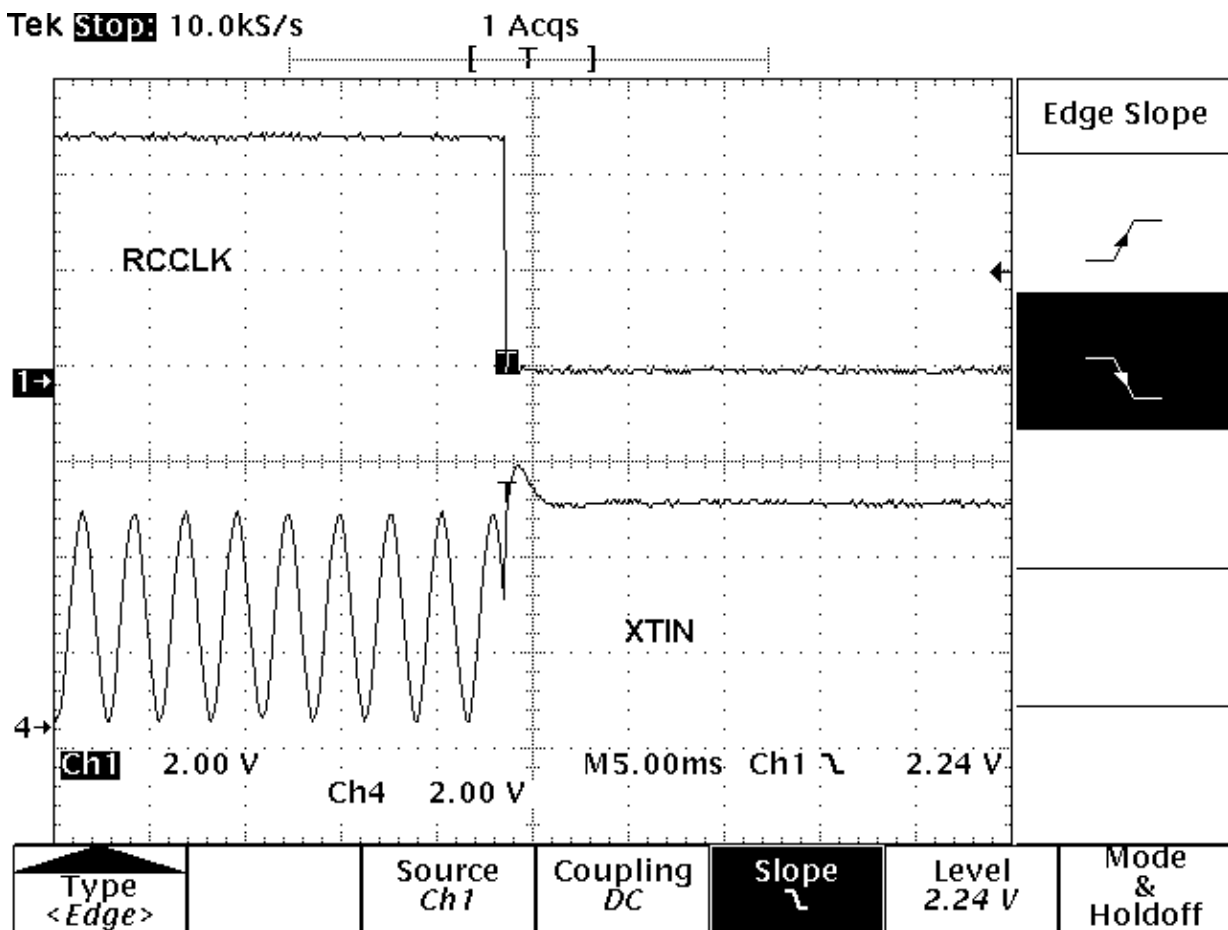 Tek Stop: 10.0kS/s 1 Acqs
[ T ]
Edge Slope
RCCLK
T
1→
T
XTIN
4→
Ch1 2.00 V M5.00ms Ch1 2.24 V
Ch4 2.00 V
Type
<Edge>
Source
Ch1
Coupling
DC
Slope
Level
2.24 V
Mode
&
Holdoff